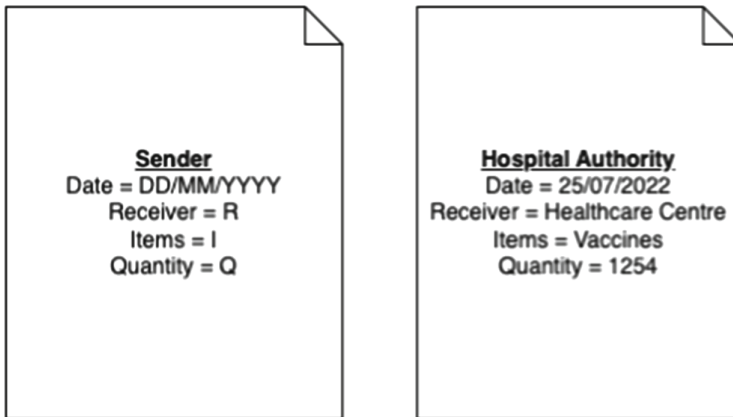 Sender
Date = DD/MM/YYYY
Receiver = R
Items = I
Quantity = Q
Hospital Authority
Date = 25/07/2022
Receiver = Healthcare Centre
Items = Vaccines
Quantity = 1254